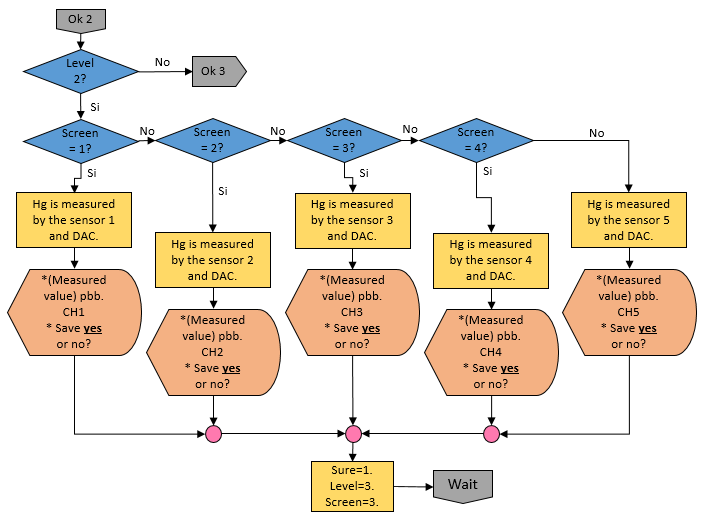 Ok 2
Level
2?
No
Ok 3
Si
Screen
= 1?
No
Screen
= 2?
No
Screen
= 3?
No
Screen
= 4?
No
Si
Si
Si
Si
Hg is measured
by the sensor 1
and DAC.
Hg is measured
by the sensor 2
and DAC.
Hg is measured
by the sensor 3
and DAC.
Hg is measured
by the sensor 4
and DAC.
Hg is measured
by the sensor 5
and DAC.
*(Measured
value) pbb.
CH1
* Save yes
or no?
*(Measured
value) pbb.
CH2
* Save yes
or no?
*(Measured
value) pbb.
CH3
* Save yes
or no?
*(Measured
value) pbb.
CH4
* Save yes
or no?
*(Measured
value) pbb.
CH5
* Save yes
or no?
Sure=1.
Level=3.
Screen=3.
Wait